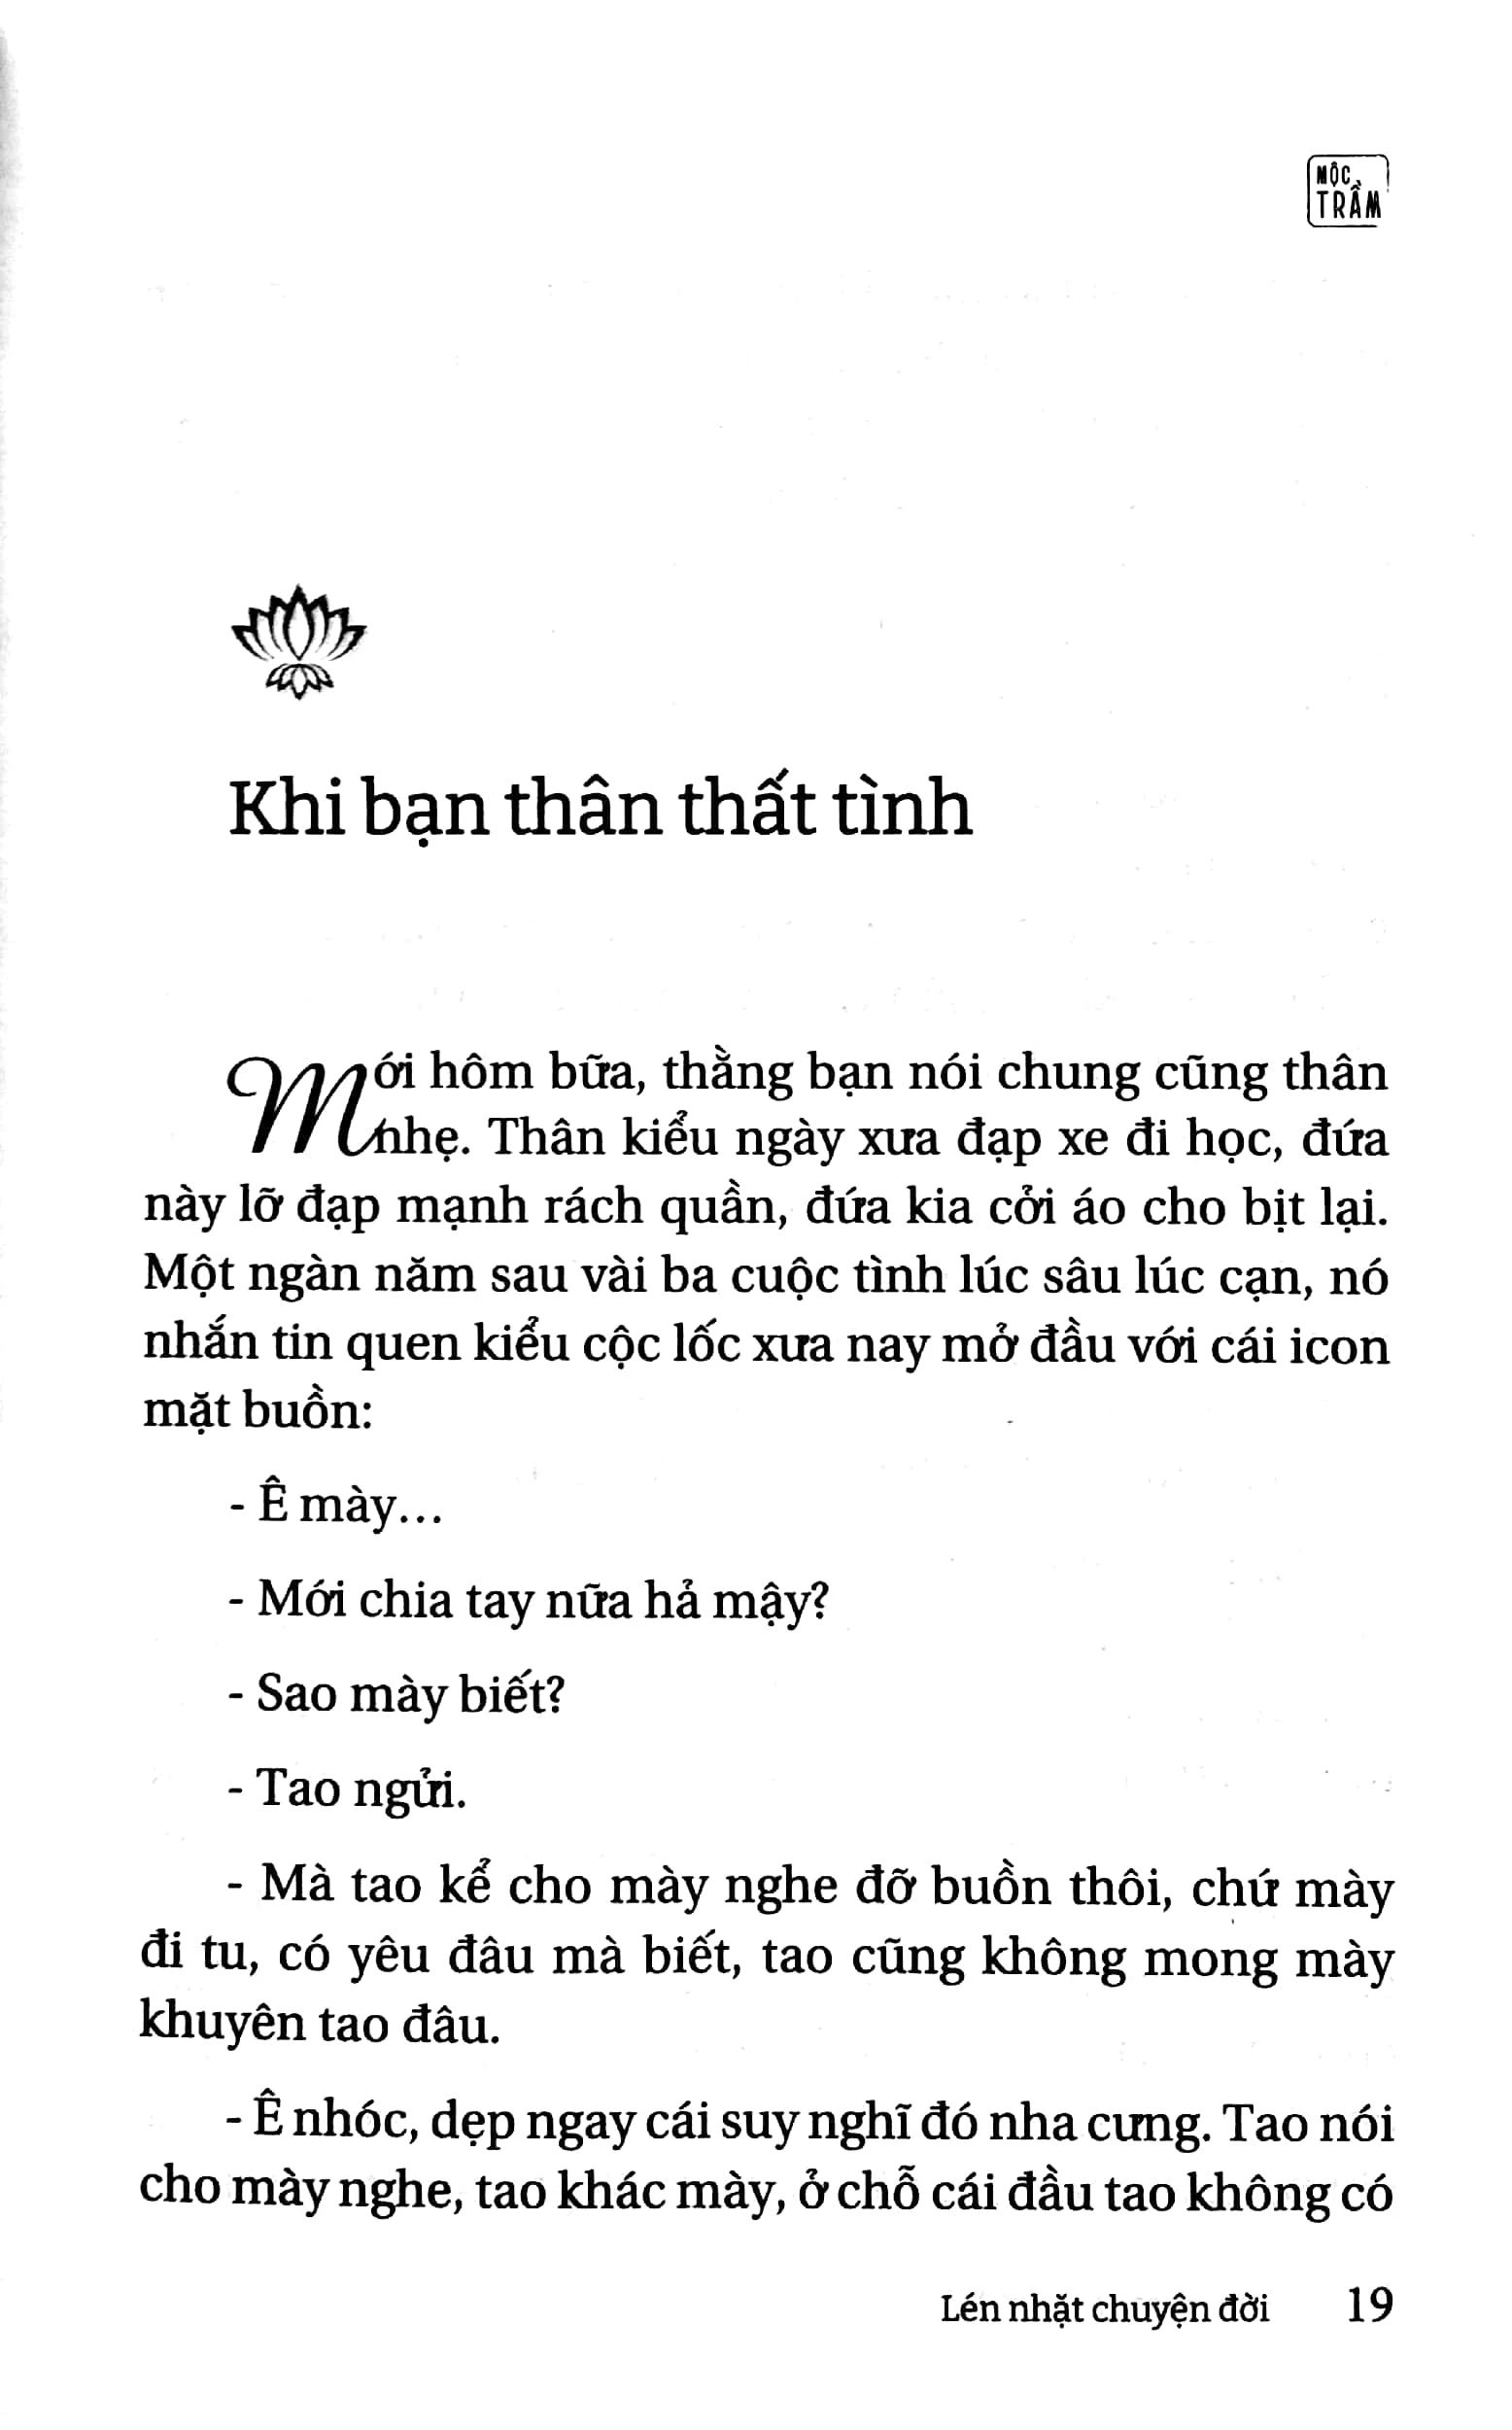 MỘC
TRẦM
Khi bạn thân thất tình
Mới hôm bữa, thằng bạn nói chung cũng thân
nhẹ. Thân kiểu ngày xưa đạp xe đi học, đứa
này lỡ đạp mạnh rách quần, đứa kia cởi áo cho bịt lại.
Một ngàn năm sau vài ba cuộc tình lúc sâu lúc cạn, nó
nhắn tin quen kiểu cộc lốc xưa nay mở đầu với cái icon
mặt buồn:
- Ê mày...
- Mới chia tay nữa hả mậy?
- Sao mày biết?
- Tao ngửi.
- Mà tao kể cho mày nghe đỡ buồn thôi, chứ mày
đi tu, có yêu đâu mà biết, tao cũng không mong mày
khuyên tao đâu.
- Ê nhóc, dẹp ngay cái suy nghĩ đó nha cưng. Tao nói
cho mày nghe, tao khác mày, ở chỗ cái đầu tao không có
Lén nhặt chuyện đời 19